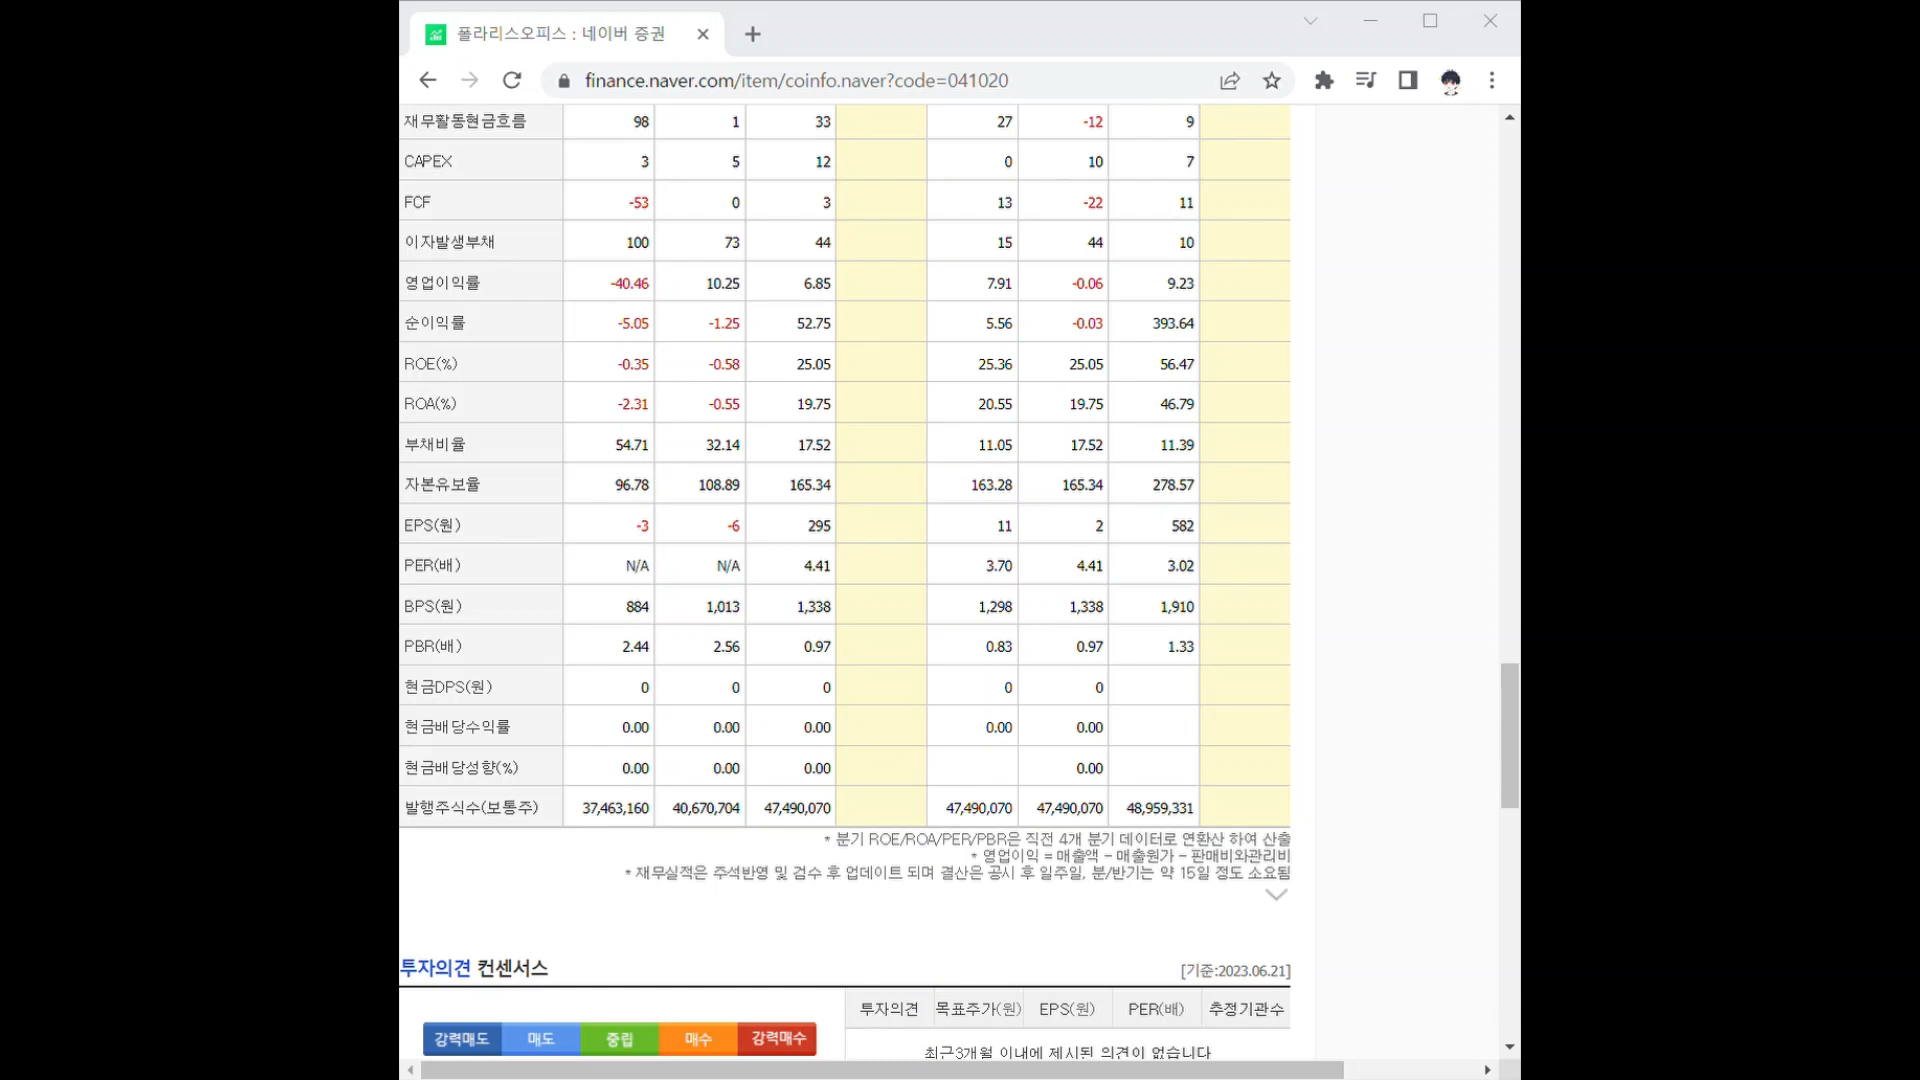 폴라리스오피스 : 네이버 증권
finance.naver.com/item/coinfo.naver?code=041020
재무활동현금흐름 98 1 33 27 -12 9
CAPEX 3 5 12 0 10 7
FCF -53 0 3 13 -22 11
이자발생부채 100 73 44 15 44 10
영업이익률 -40.46 10.25 6.85 7.91 -0.06 9.23
순이익률 -5.05 -1.25 52.75 5.56 -0.03 393.64
ROE(%) -0.35 -0.58 25.05 25.36 25.05 56.47
ROA(%) -2.31 -0.55 19.75 20.55 19.75 46.79
부채비율 54.71 32.14 17.52 11.05 17.52 11.39
자본유보율 96.78 108.89 165.34 163.28 165.34 278.57
EPS(원) -3 -6 295 11 2 582
PER(배) N/A N/A 4.41 3.70 4.41 3.02
BPS(원) 884 1,013 1,338 1,298 1,338 1,910
PBR(배) 2.44 2.56 0.97 0.83 0.97 1.33
현금DPS(원) 0 0 0 0 0
현금배당수익률 0.00 0.00 0.00 0.00 0.00
현금배당성향(%) 0.00 0.00 0.00 0.00
발행주식수(보통주) 37,463,160 40,670,704 47,490,070 47,490,070 47,490,070 48,959,331
* 분기 ROE/ROA/PER/PBR은 직전 4개 분기 데이터로 연환산 하여 산출
* 영업이익 = 매출액 - 매출원가 - 판매비와관리비
* 재무실적은 주석반영 및 검수 후 업데이트 되며 결산은 공시 후 일주일, 분/반기는 약 15일 정도 소요됨
투자의견 컨센서스 [기준:2023.06.21]
투자의견 목표주가(원) EPS(원) PER(배) 추정기관수
강력매도 매도 중립 매수 강력매수
최근3개월 이내에 제시된 의견이 없습니다